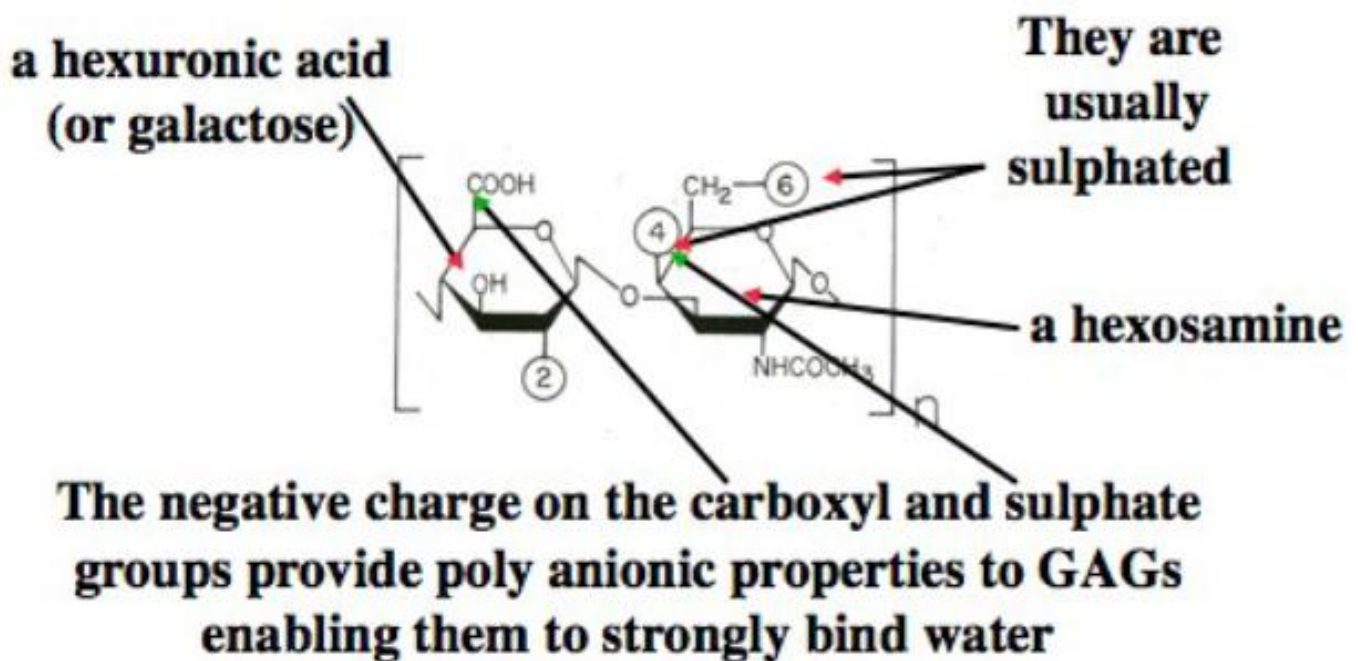 a hexuronic acid
(or galactose)
They are
usually
sulphated
COOH
O
OH
2
O
CH2
6
4
O
O
NHCOCH3
n
a hexosamine
The negative charge on the carboxyl and sulphate
groups provide poly anionic properties to GAGs
enabling them to strongly bind water